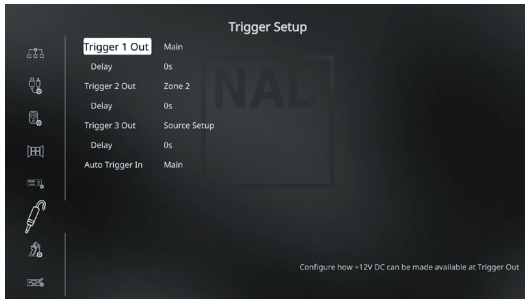 Trigger Setup
Trigger 1 Out Main
Delay 0s
Trigger 2 Out Zone 2
Delay 0s
Trigger 3 Out Source Setup
Delay 0s
Auto Trigger In Main
NAD
Configure how +12V DC can be made available at Trigger Out